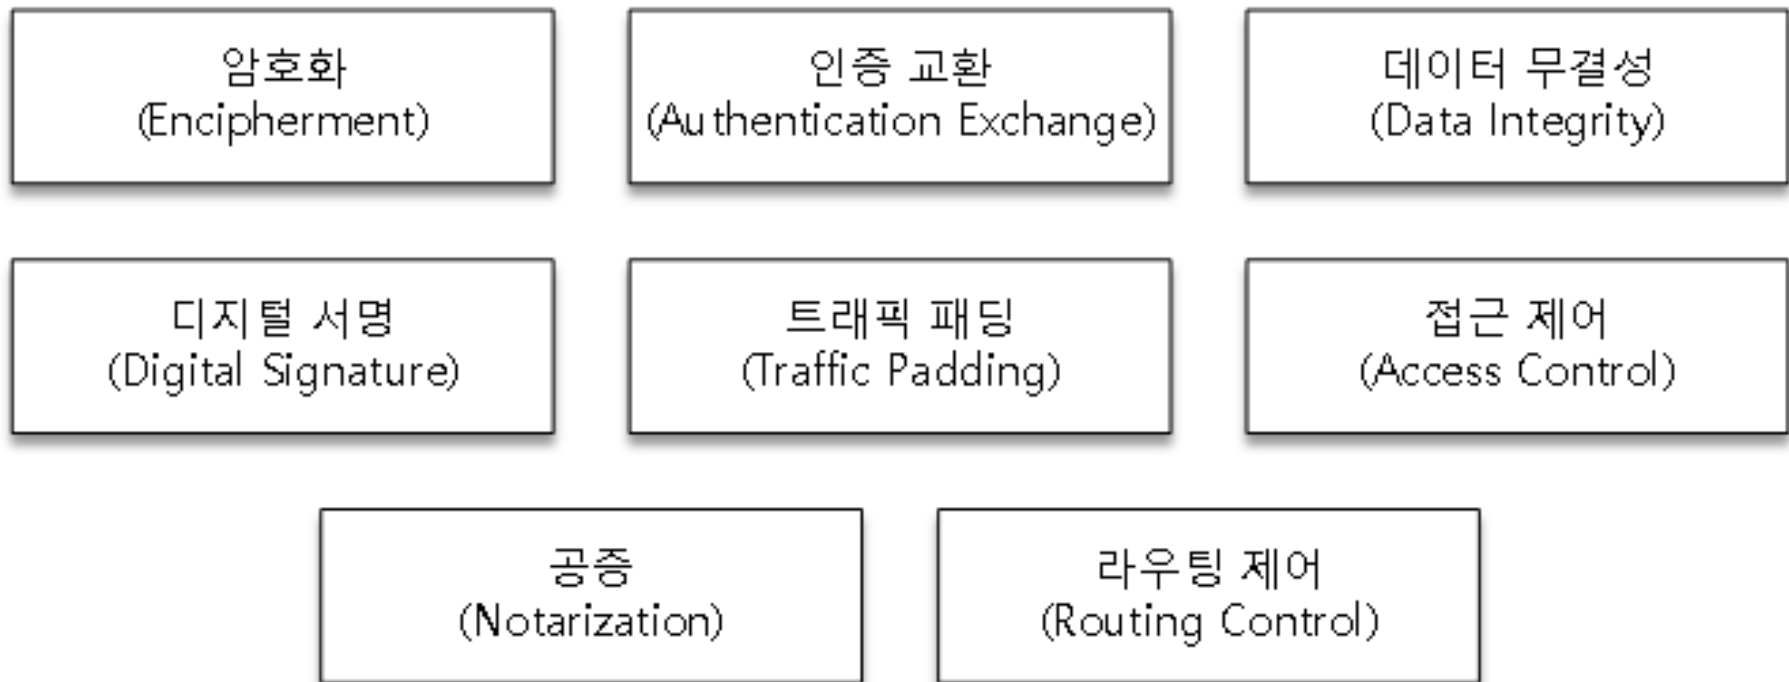 암호화
(Encipherment)
인증 교환
(Authentication Exchange)
데이터 무결성
(Data Integrity)
디지털 서명
(Digital Signature)
트래픽 패딩
(Traffic Padding)
접근 제어
(Access Control)
공증
(Notarization)
라우팅 제어
(Routing Control)